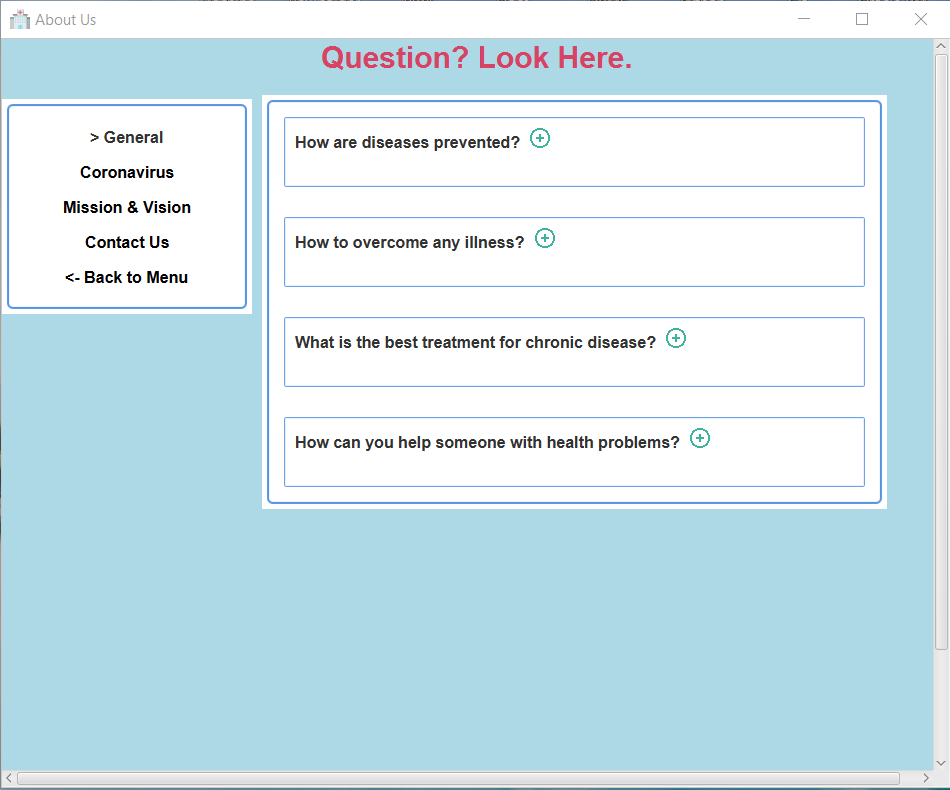 About Us
Question? Look Here.
> General
Coronavirus
Mission & Vision
Contact Us
<- Back to Menu
How are diseases prevented?
How to overcome any illness?
What is the best treatment for chronic disease?
How can you help someone with health problems?